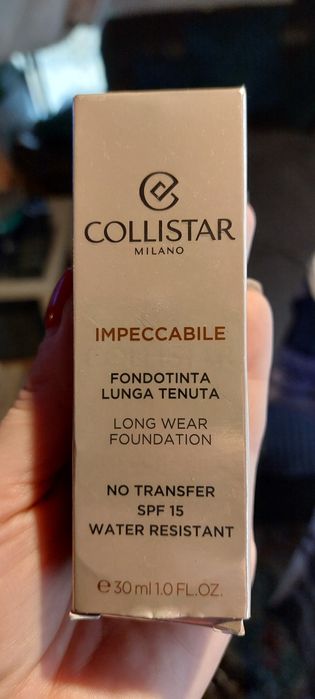 COLLISTAR
MILANO
IMPECCABILE
FONDOTINTA
LUNGA TENUTA
LONG WEAR
FOUNDATION
NO TRANSFER
SPF 15
WATER RESISTANT
℮ 30 ml 1.0 FL.OZ.